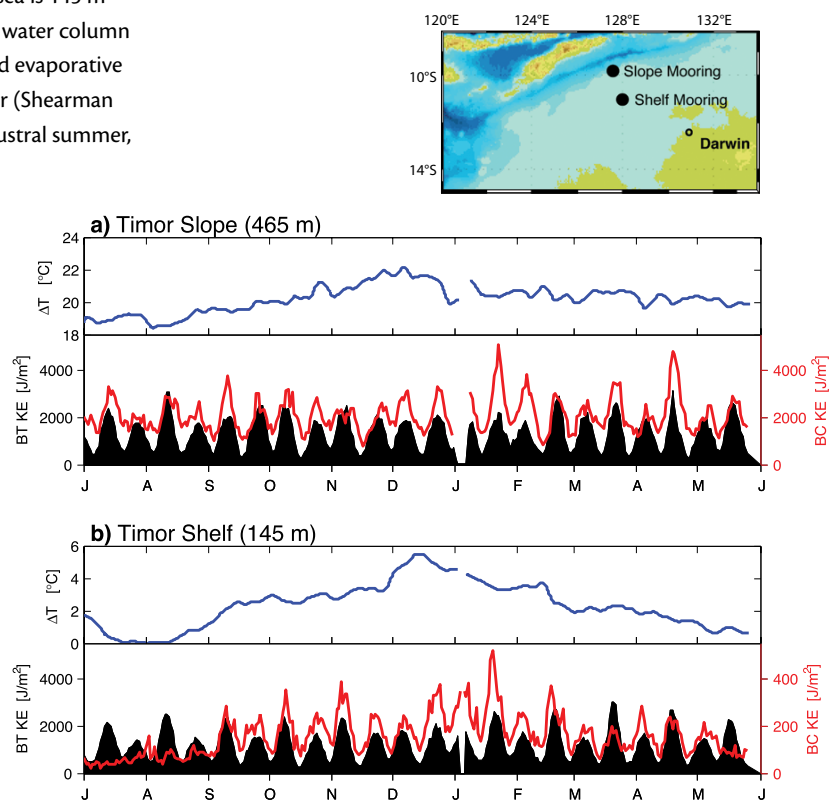 water column
d evaporative
r (Shearman
ustral summer,
120°E 124°E 128°E 132°E
10°S
14°S
Slope Mooring
Shelf Mooring
Darwin
a) Timor Slope (465 m)
24
22
20
18
ΔT [°C]
4000
2000
0
BT KE [J/m²]
4000
2000
0
BC KE [J/m²]
J A S O N D J F M A M J
b) Timor Shelf (145 m)
6
4
2
0
ΔT [°C]
4000
2000
0
BT KE [J/m²]
400
200
0
BC KE [J/m²]
J A S O N D J F M A M J